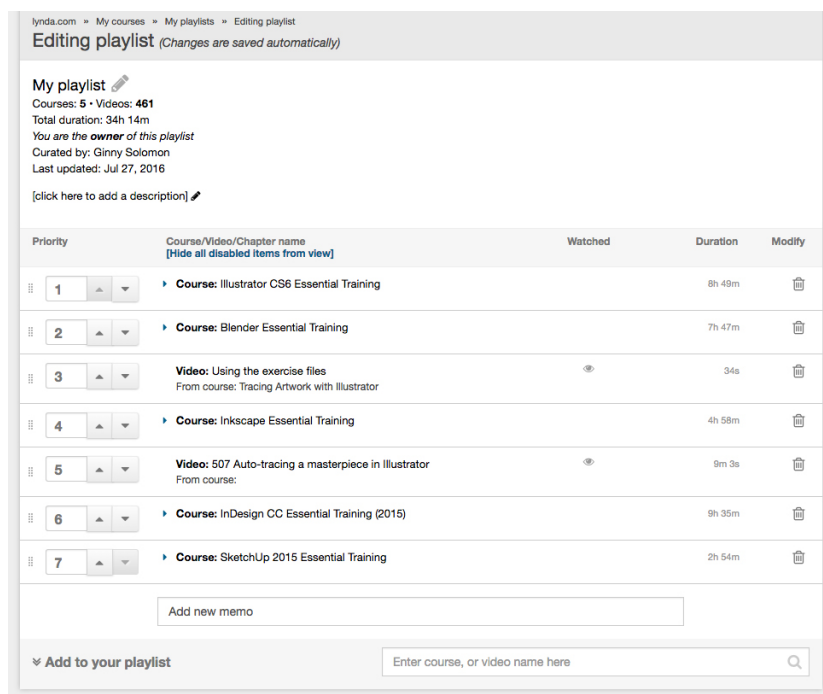 lynda.com » My courses » My playlists » Editing playlist
Editing playlist (Changes are saved automatically)
My playlist
Courses: 5 • Videos: 461
Total duration: 34h 14m
You are the owner of this playlist
Curated by: Ginny Solomon
Last updated: Jul 27, 2016
[click here to add a description]
Priority Course/Video/Chapter name Watched Duration Modify
[Hide all disabled items from view]
1 Course: Illustrator CS6 Essential Training 8h 49m
2 Course: Blender Essential Training 7h 47m
3 Video: Using the exercise files 34s
From course: Tracing Artwork with Illustrator
4 Course: Inkscape Essential Training 4h 58m
5 Video: 507 Auto-tracing a masterpiece in Illustrator 9m 3s
From course:
6 Course: InDesign CC Essential Training (2015) 9h 35m
7 Course: SketchUp 2015 Essential Training 2h 54m
Add new memo
Add to your playlist Enter course, or video name here